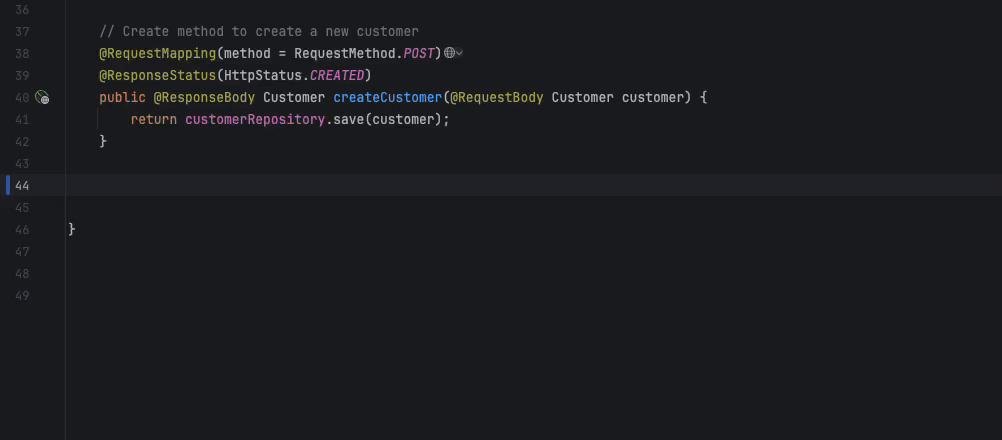 36
37 // Create method to create a new customer
38 @RequestMapping(method = RequestMethod.POST)
39 @ResponseStatus(HttpStatus.CREATED)
40 public @ResponseBody Customer createCustomer(@RequestBody Customer customer) {
41 return customerRepository.save(customer);
42 }
43
44
45
46 }
47
48
49